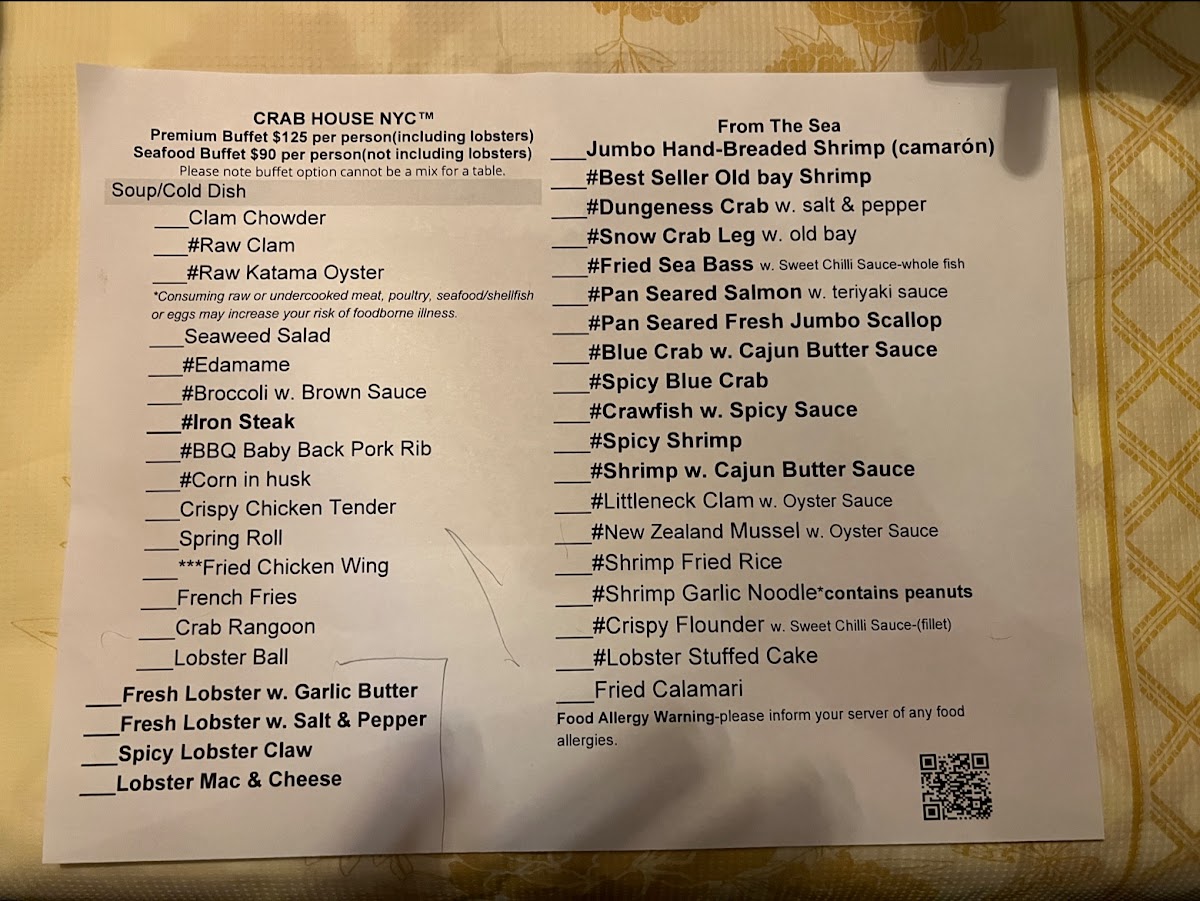 CRAB HOUSE NYC™
Premium Buffet $125 per person(including lobsters)
Seafood Buffet $90 per person(not including lobsters)
Please note buffet option cannot be a mix for a table.
Soup/Cold Dish
___Clam Chowder
___#Raw Clam
___#Raw Katama Oyster
*Consuming raw or undercooked meat, poultry, seafood/shellfish
or eggs may increase your risk of foodborne illness.
___Seaweed Salad
___#Edamame
___#Broccoli w. Brown Sauce
___#Iron Steak
___#BBQ Baby Back Pork Rib
___#Corn in husk
___Crispy Chicken Tender
___Spring Roll
___***Fried Chicken Wing
___French Fries
___Crab Rangoon
___Lobster Ball
___Fresh Lobster w. Garlic Butter
___Fresh Lobster w. Salt & Pepper
___Spicy Lobster Claw
___Lobster Mac & Cheese
From The Sea
___Jumbo Hand-Breaded Shrimp (camarón)
___#Best Seller Old bay Shrimp
___#Dungeness Crab w. salt & pepper
___#Snow Crab Leg w. old bay
___#Fried Sea Bass w. Sweet Chilli Sauce-whole fish
___#Pan Seared Salmon w. teriyaki sauce
___#Pan Seared Fresh Jumbo Scallop
___#Blue Crab w. Cajun Butter Sauce
___#Spicy Blue Crab
___#Crawfish w. Spicy Sauce
___#Spicy Shrimp
___#Shrimp w. Cajun Butter Sauce
___#Littleneck Clam w. Oyster Sauce
___#New Zealand Mussel w. Oyster Sauce
___#Shrimp Fried Rice
___#Shrimp Garlic Noodle*contains peanuts
___#Crispy Flounder w. Sweet Chilli Sauce-(fillet)
___#Lobster Stuffed Cake
___Fried Calamari
Food Allergy Warning-please inform your server of any food
allergies.